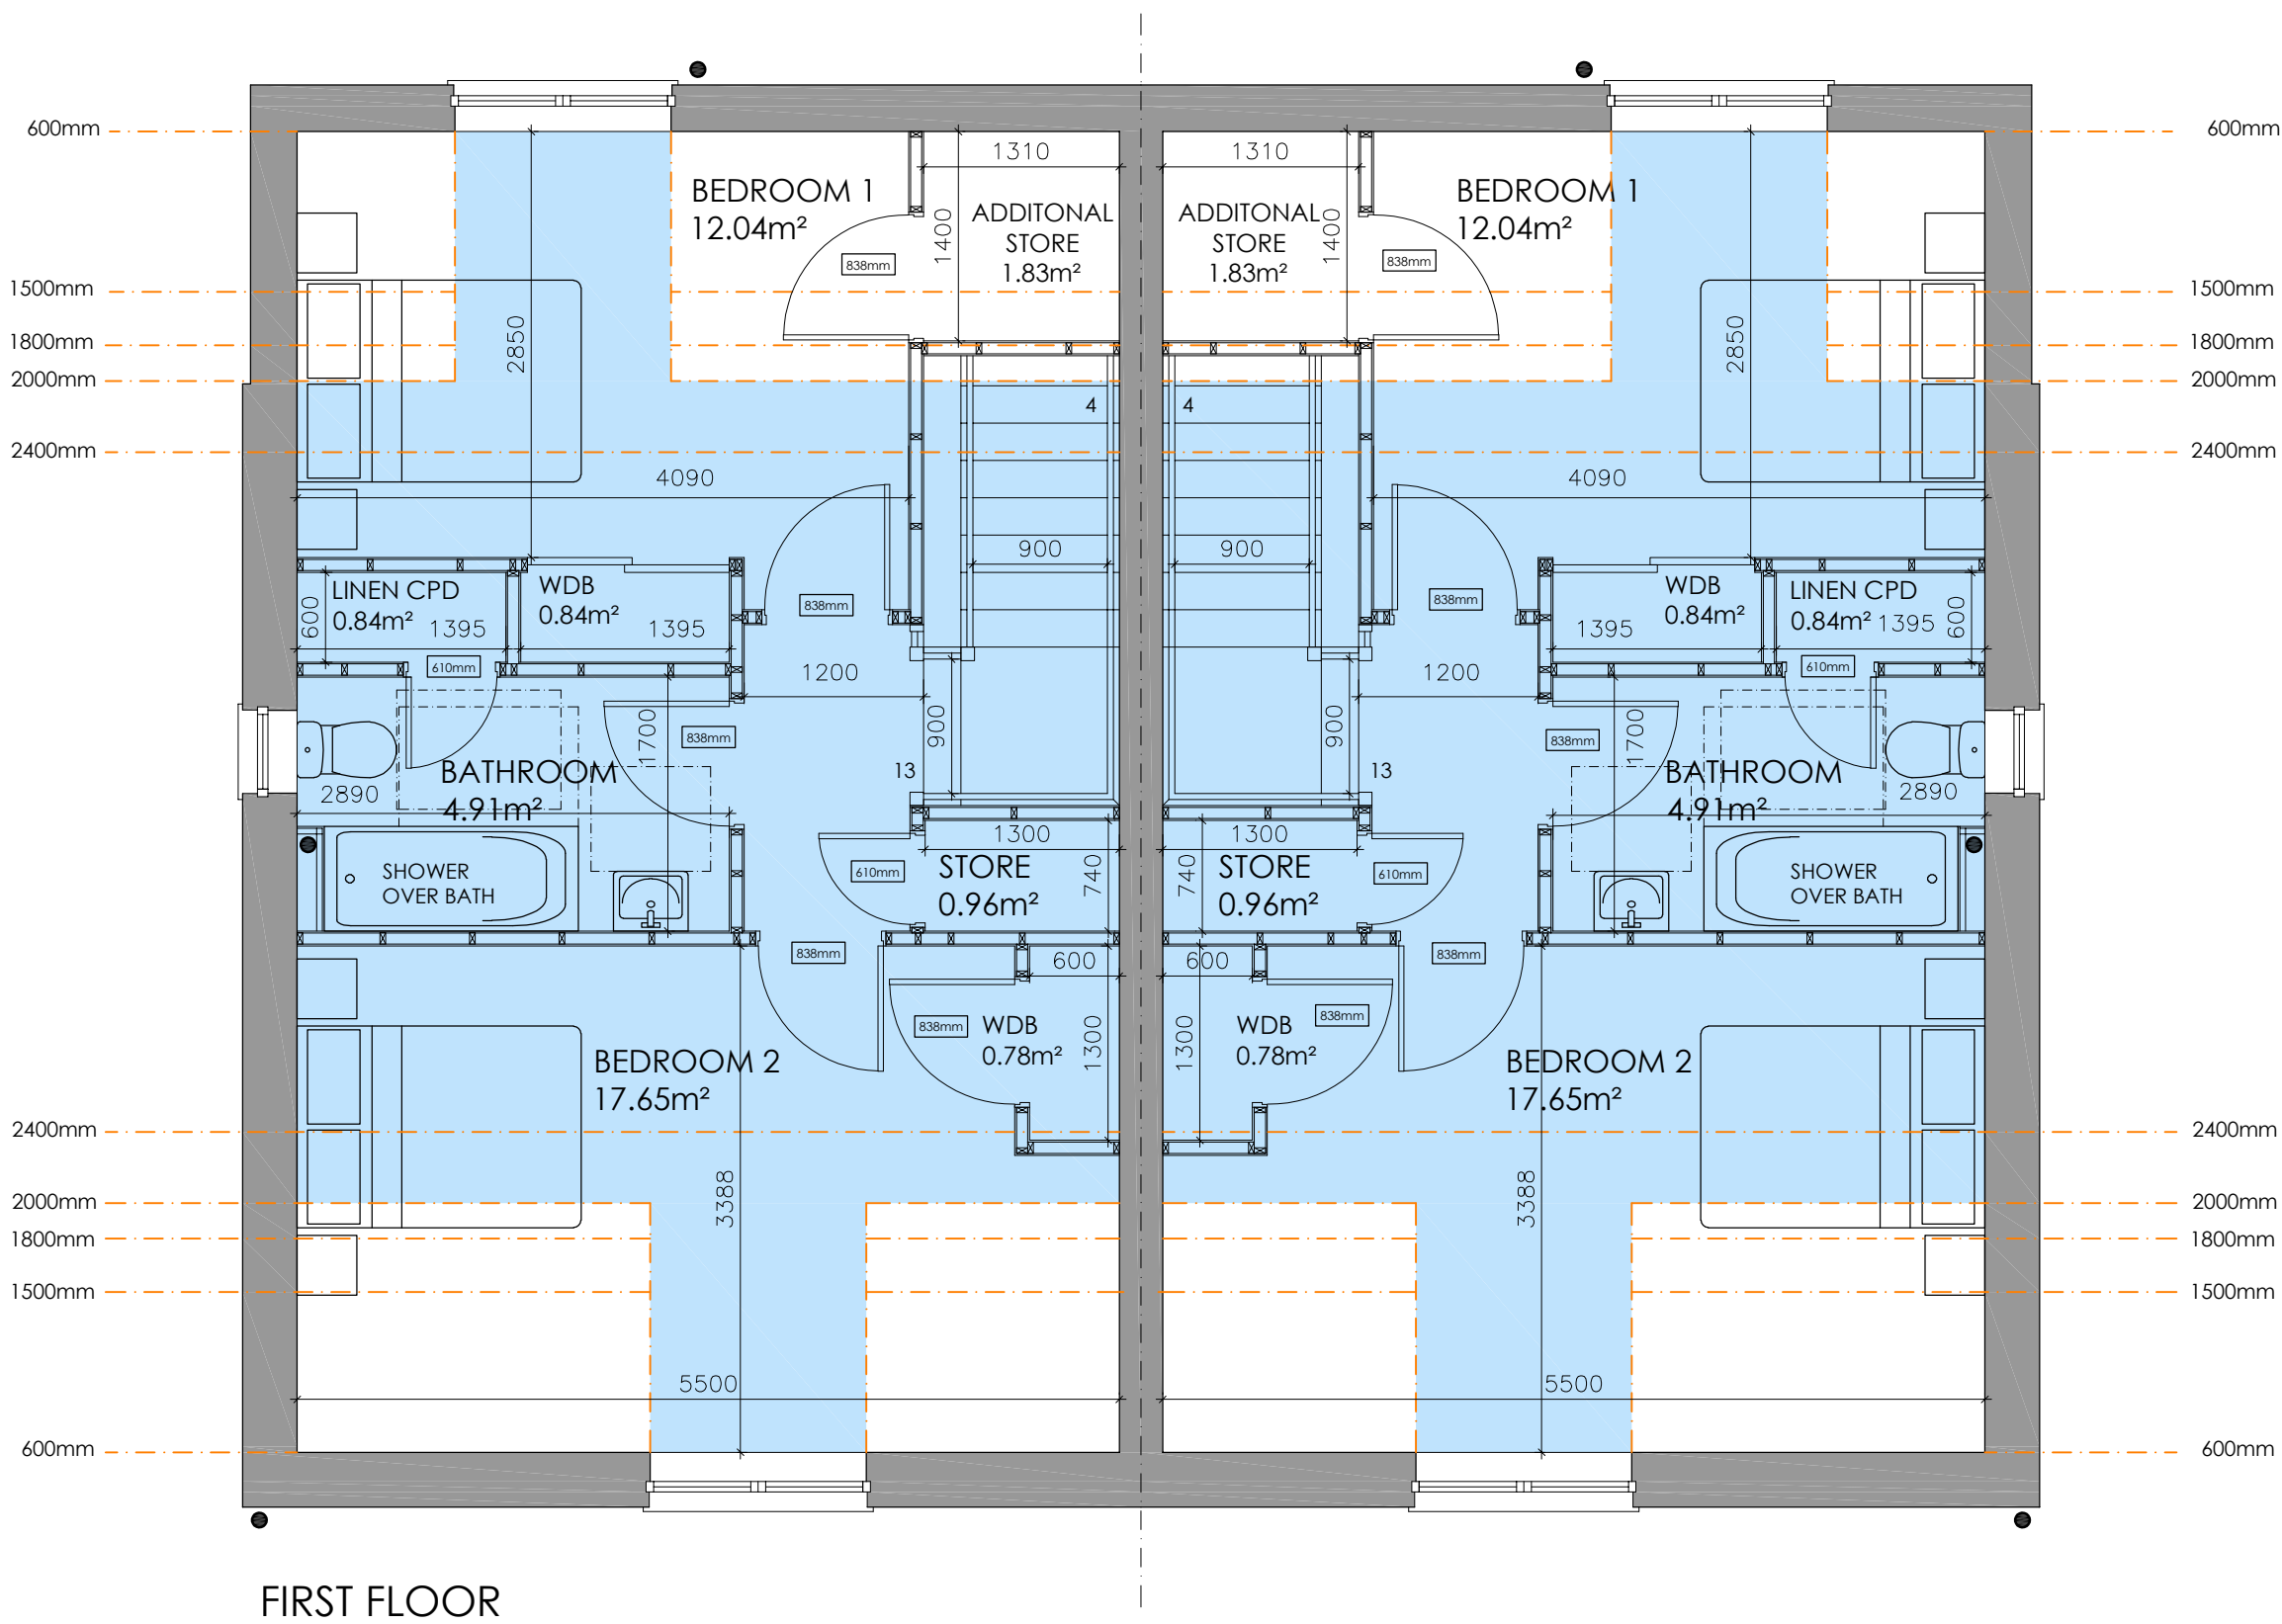 600mm
600mm
1310
1310
BEDROOM 1
12.04m²
ADDITONAL
STORE
1.83m²
1400
838mm
ADDITONAL
STORE
1.83m²
1400
838mm
BEDROOM 1
12.04m²
1500mm
1500mm
1800mm
1800mm
2850
2850
2000mm
2000mm
4
4
2400mm
2400mm
4090
4090
900
900
LINEN CPD
0.84m²
600
1395
WDB
0.84m²
1395
838mm
838mm
WDB
0.84m²
1395
LINEN CPD
0.84m²
1395
600
610mm
610mm
1200
1200
1700
838mm
900
900
838mm
1700
13
13
BATHROOM
4.91m²
2890
BATHROOM
4.91m²
2890
1300
1300
SHOWER
OVER BATH
610mm
STORE
0.96m²
740
740
STORE
0.96m²
610mm
SHOWER
OVER BATH
838mm
600
600
838mm
838mm
WDB
0.78m²
1300
1300
WDB
0.78m²
838mm
BEDROOM 2
17.65m²
BEDROOM 2
17.65m²
2400mm
2400mm
3388
3388
2000mm
2000mm
1800mm
1800mm
1500mm
1500mm
5500
5500
600mm
600mm
FIRST FLOOR